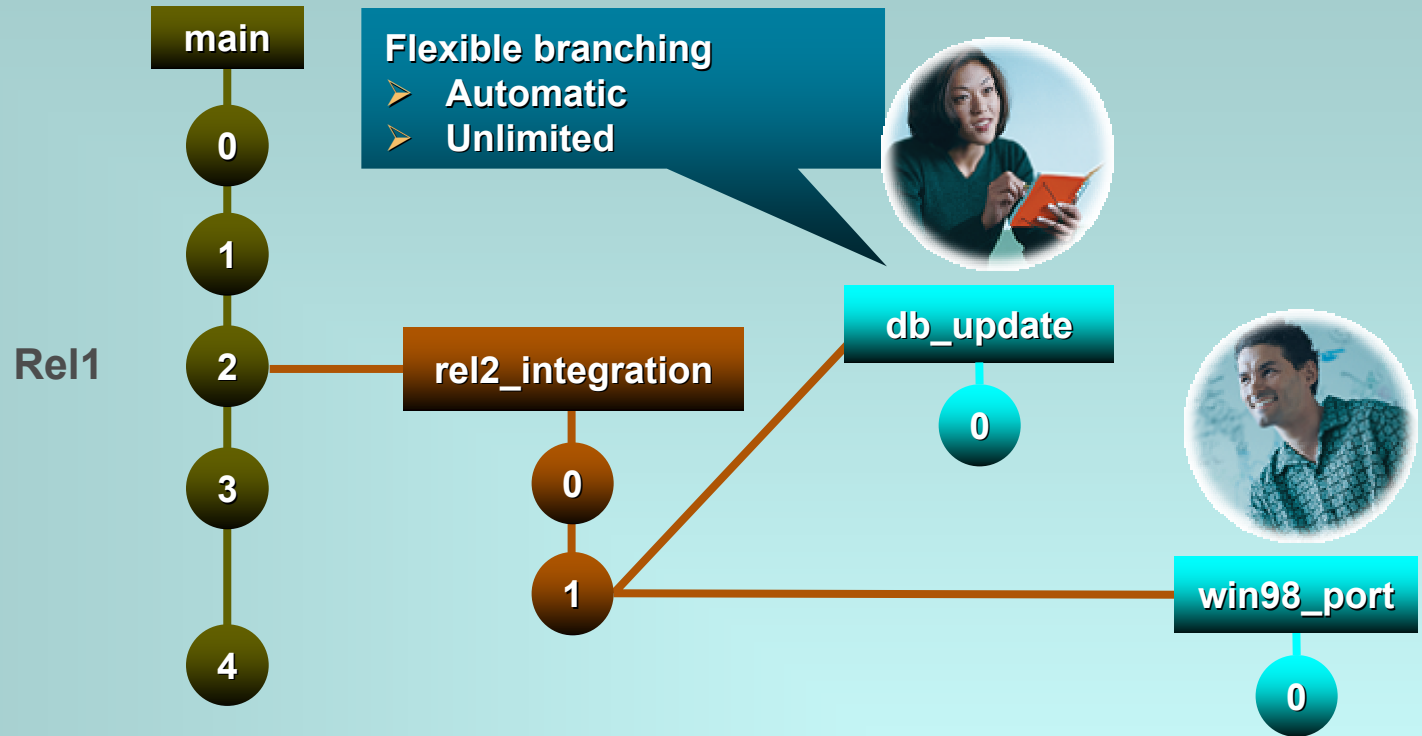 main
Flexible branching
➢ Automatic
➢ Unlimited
0
1
Rel1
2
rel2_integration
db_update
0
3
0
1
win98_port
4
0